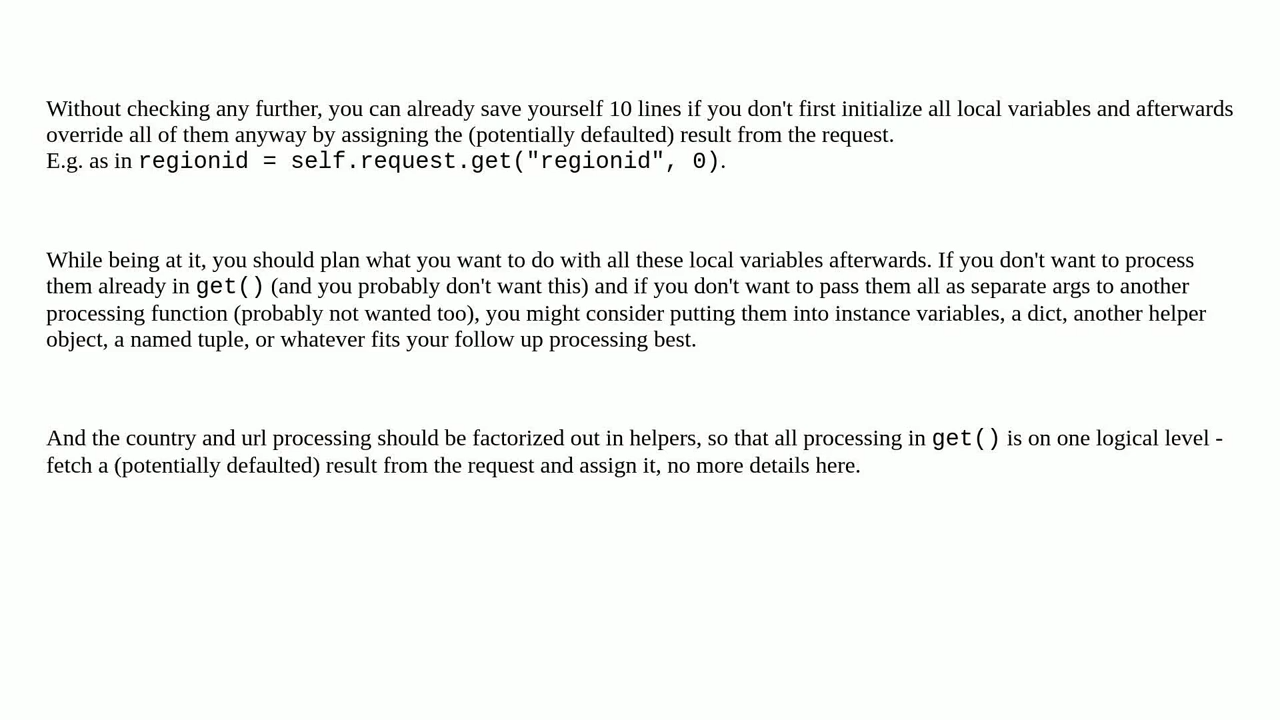 Without checking any further, you can already save yourself 10 lines if you don't first initialize all local variables and afterwards
override all of them anyway by assigning the (potentially defaulted) result from the request.
E.g. as in regionid = self.request.get("regionid", 0).
While being at it, you should plan what you want to do with all these local variables afterwards. If you don't want to process
them already in get() (and you probably don't want this) and if you don't want to pass them all as separate args to another
processing function (probably not wanted too), you might consider putting them into instance variables, a dict, another helper
object, a named tuple, or whatever fits your follow up processing best.
And the country and url processing should be factorized out in helpers, so that all processing in get() is on one logical level -
fetch a (potentially defaulted) result from the request and assign it, no more details here.